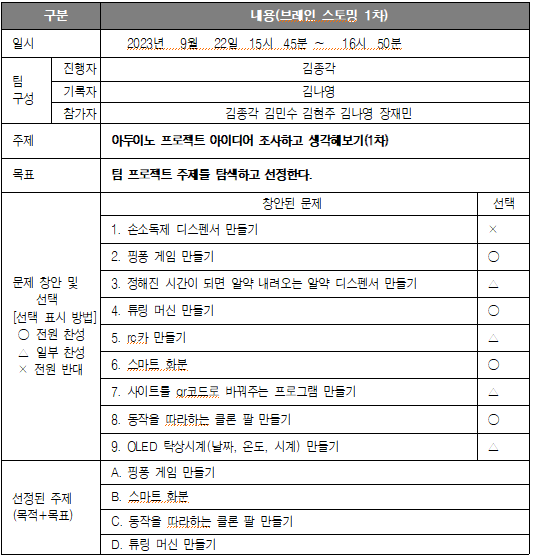 구분 내용(브레인 스토밍 1차)
일시 2023년 9월 22일 15시 45분 ~ 16시 50분
팀 구성 진행자 김종각
기록자 김나영
참가자 김종각 김민수 김현주 김나영 장재민
주제 아두이노 프로젝트 아이디어 조사하고 생각해보기(1차)
목표 팀 프로젝트 주제를 탐색하고 선정한다.
문제 창안 및
선택
[선택 표시 방법]
○ 전원 찬성
△ 일부 찬성
× 전원 반대
창안된 문제 선택
1. 손소독제 디스펜서 만들기 ×
2. 핑퐁 게임 만들기 ○
3. 정해진 시간이 되면 알약 내려오는 알약 디스펜서 만들기 △
4. 튜링 머신 만들기 ○
5. rc카 만들기 △
6. 스마트 화분 ○
7. 사이트를 qr코드로 바꿔주는 프로그램 만들기 △
8. 동작을 따라하는 클론 팔 만들기 ○
9. OLED 탁상시계(날짜, 온도, 시계) 만들기 △
선정된 주제
(목적+목표)
A. 핑퐁 게임 만들기
B. 스마트 화분
C. 동작을 따라하는 클론 팔 만들기
D. 튜링 머신 만들기